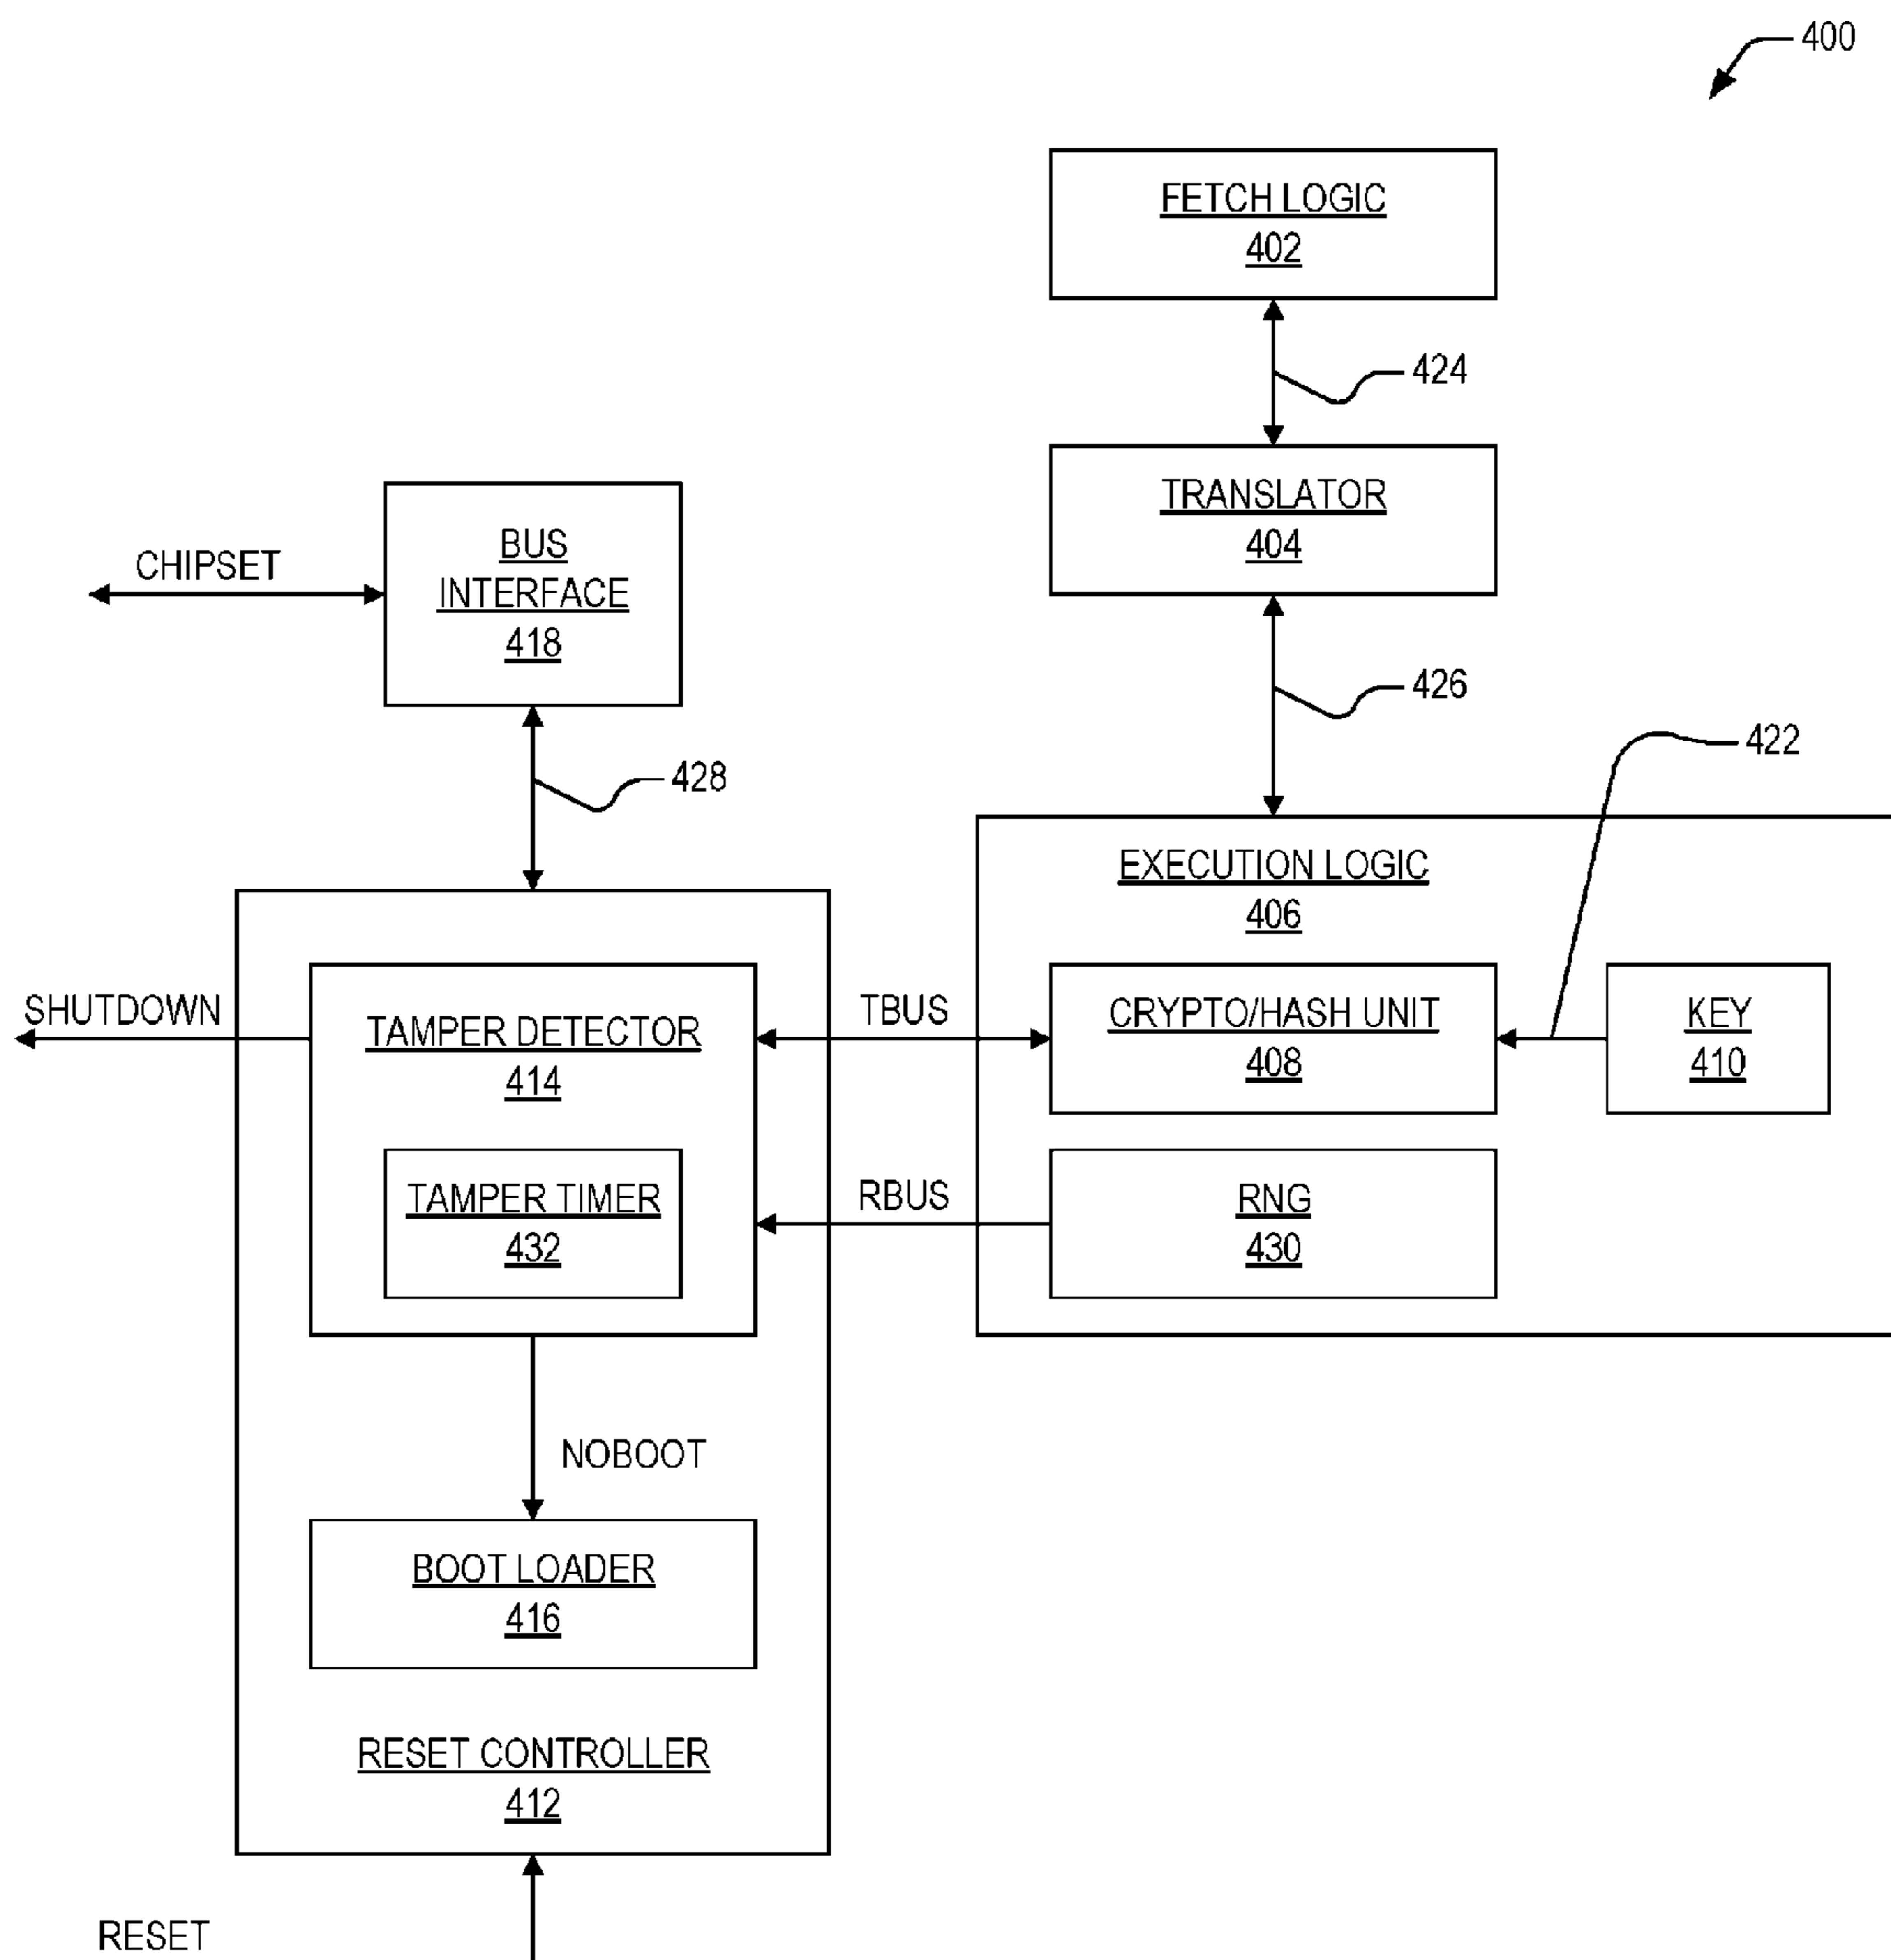 400
FETCH LOGIC
402
424
TRANSLATOR
404
BUS
INTERFACE
418
CHIPSET
426
422
428
EXECUTION LOGIC
406
SHUTDOWN
TAMPER DETECTOR
414
TBUS
CRYPTO/HASH UNIT
408
KEY
410
TAMPER TIMER
432
RBUS
RNG
430
NOBOOT
BOOT LOADER
416
RESET CONTROLLER
412
RESET